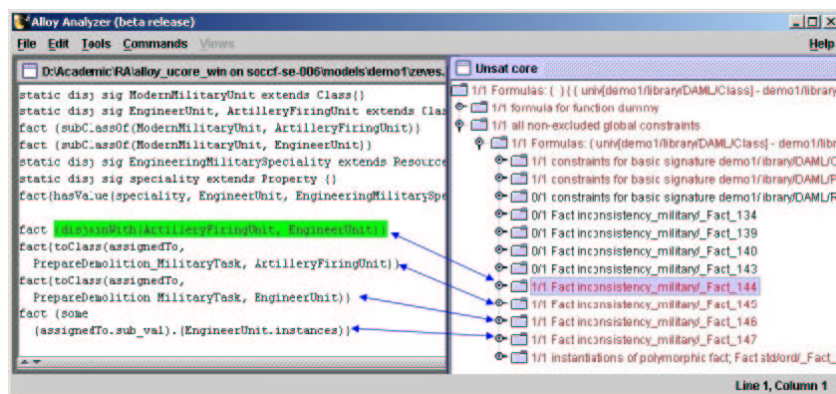 Alloy Analyzer (beta release)
File Edit Tools Commands Views Help
D:\Academic\RA\alloy_ucore_win on soccf-se-006\models\demo1\zeves.
static disj sig ModernMilitaryUnit extends Class{}
static disj sig EngineerUnit, ArtilleryFiringUnit extends Clas
fact {subClassOf(ModernMilitaryUnit, ArtilleryFiringUnit)}
fact {subClassOf(ModernMilitaryUnit, EngineerUnit)}
static disj sig EngineeringMilitarySpeciality extends Resource
static disj sig speciality extends Property {}
fact{hasValue(speciality, EngineerUnit, EngineeringMilitarySpe
fact {disjoinWith(ArtilleryFiringUnit, EngineerUnit)}
fact{toClass(assignedTo,
PrepareDemolition_MilitaryTask, ArtilleryFiringUnit)}
fact{toClass(assignedTo,
PrepareDemolition_MilitaryTask, EngineerUnit)}
fact {some
(assignedTo.sub_val).(EngineerUnit.instances)}
Unsat core
1/1 Formulas: ( ){( univ[demo1/library/DAML/Class] - demo1/library
1/1 formula for function dummy
1/1 all non-excluded global constraints
1/1 Formulas: (univ[demo1/library/DAML/Class] - demo1/libr
1/1 constraints for basic signature demo1/library/DAML/C
1/1 constraints for basic signature demo1/library/DAML/P
0/1 constraints for basic signature demo1/library/DAML/R
0/1 Fact inconsistency_military/_Fact_134
0/1 Fact inconsistency_military/_Fact_139
0/1 Fact inconsistency_military/_Fact_140
0/1 Fact inconsistency_military/_Fact_143
1/1 Fact inconsistency_military/_Fact_144
1/1 Fact inconsistency_military/_Fact_145
1/1 Fact inconsistency_military/_Fact_146
1/1 Fact inconsistency_military/_Fact_147
1/1 instantiations of polymorphic fact; Fact std/ord/_Fact_
Line 1, Column 1